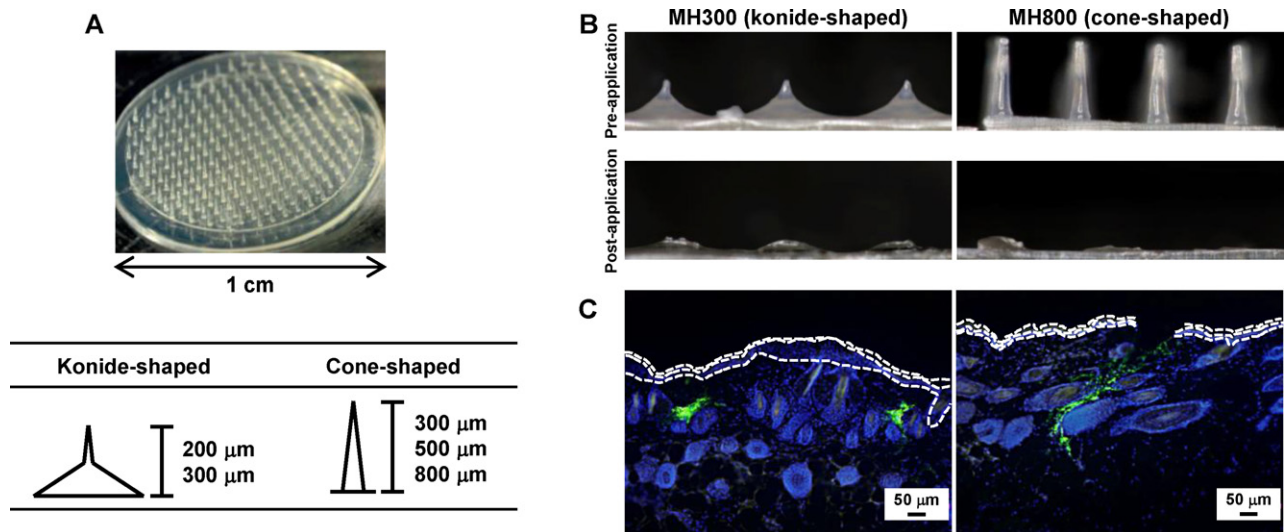 A
1 cm
Konide-shaped Cone-shaped
200 μm
300 μm
300 μm
500 μm
800 μm
B
MH300 (konide-shaped) MH800 (cone-shaped)
Pre-application
Post-application
C
50 μm
50 μm